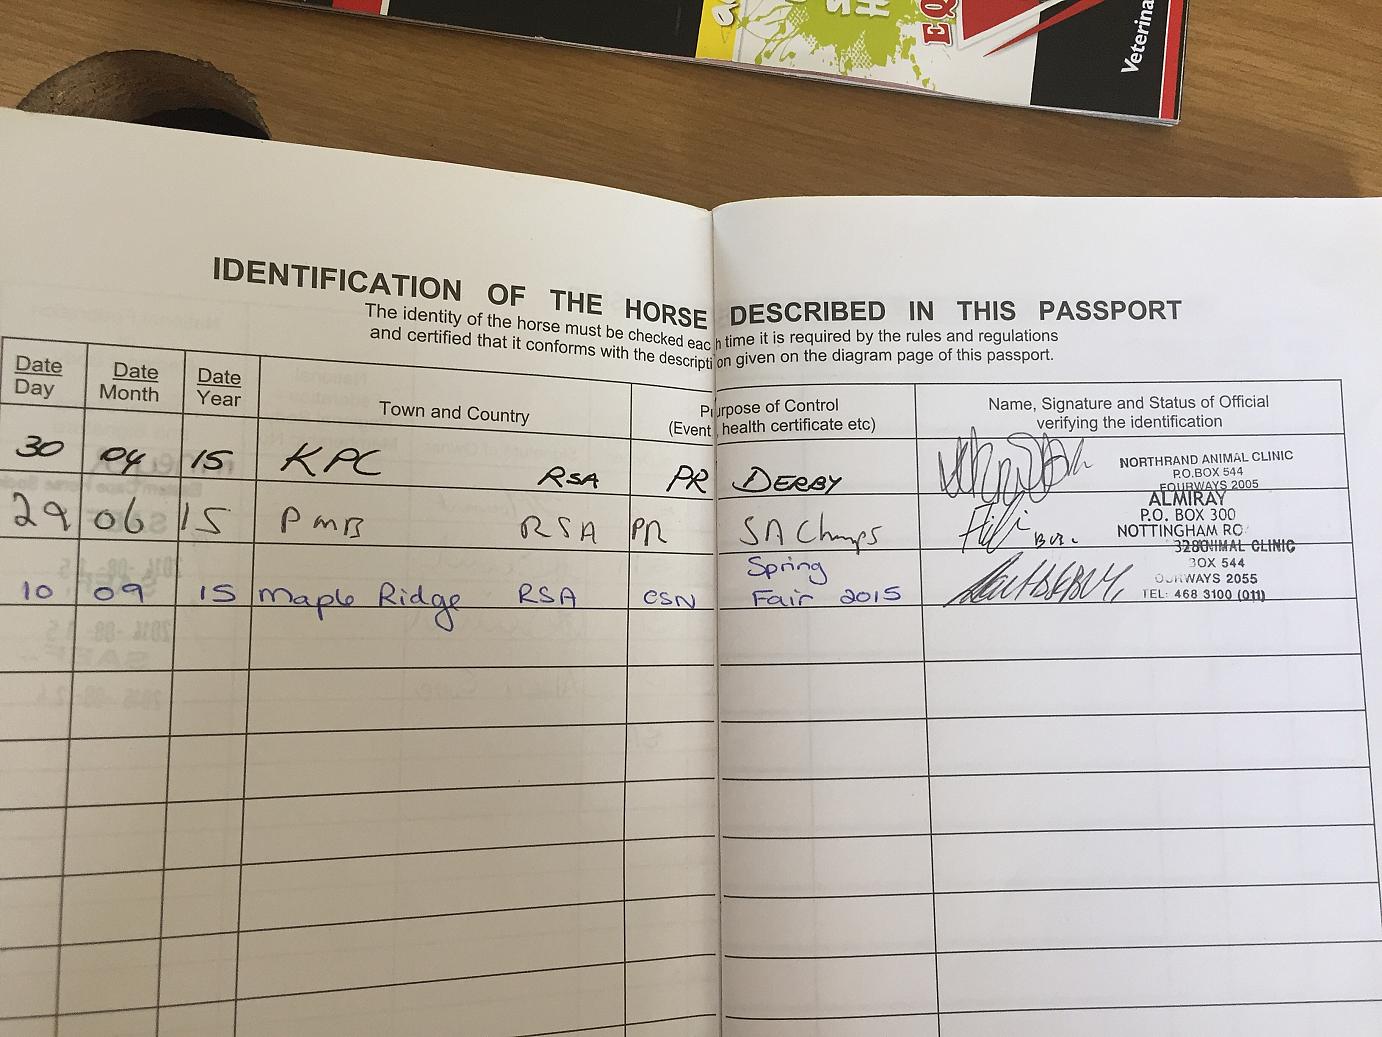 Veterina
IDENTIFICATION OF THE HORSE DESCRIBED IN THIS PASSPORT
The identity of the horse must be checked each time it is required by the rules and regulations
and certified that it conforms with the description given on the diagram page of this passport.
Date Day
Date Month
Date Year
Town and Country
Purpose of Control
(Event, health certificate etc)
Name, Signature and Status of Official
verifying the identification
30 04 15 KPC RSA PR DERBY
NORTHRAND ANIMAL CLINIC
P.O.BOX 544
FOURWAYS 2005
29 06 15 PMB RSA PR SA Champs
ALMIRAY
P.O. BOX 300
NOTTINGHAM RO
10 09 15 Maple Ridge RSA CSN Spring
Fair 2015
NIMAL CLINIC
BOX 544
OURWAYS 2055
TEL: 468 3100 (011)